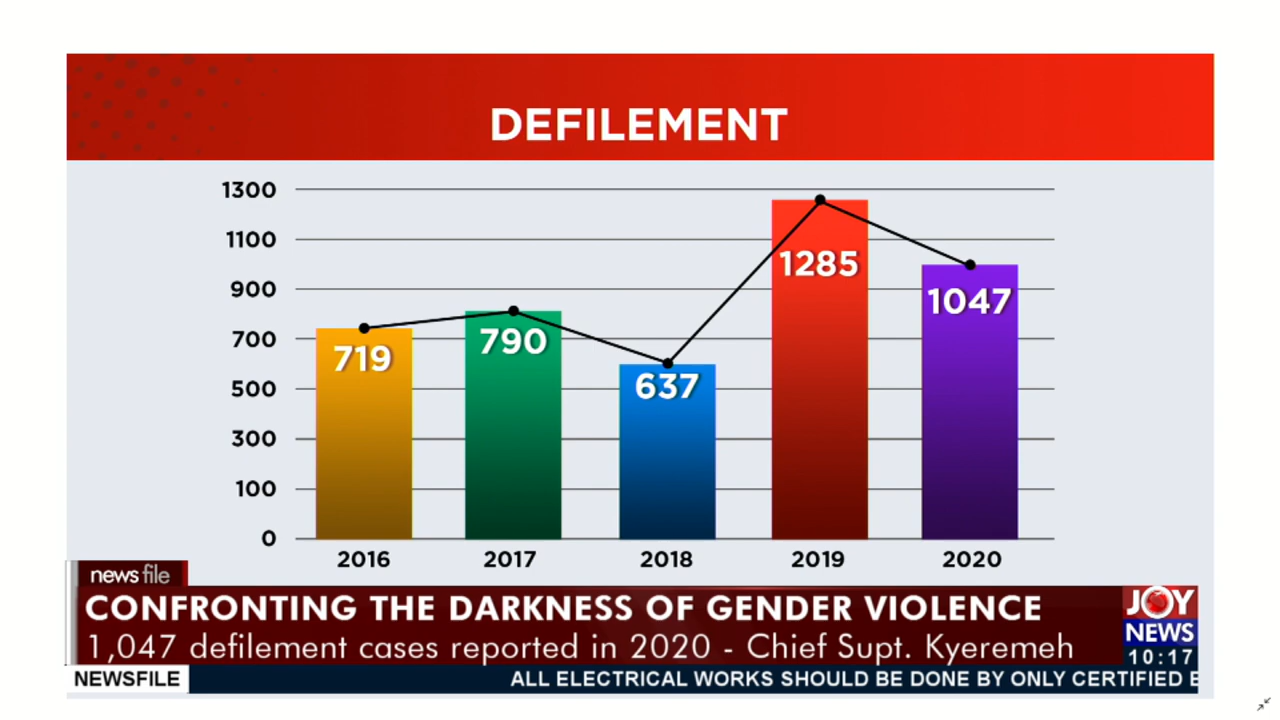 DEFILEMENT
1300
1100
900
700
500
300
100
0
719
790
637
1285
1047
2016 2017 2018 2019 2020
news file
CONFRONTING THE DARKNESS OF GENDER VIOLENCE
1,047 defilement cases reported in 2020 - Chief Supt. Kyeremeh
JOY
NEWS
10:17
NEWSFILE
ALL ELECTRICAL WORKS SHOULD BE DONE BY ONLY CERTIFIED